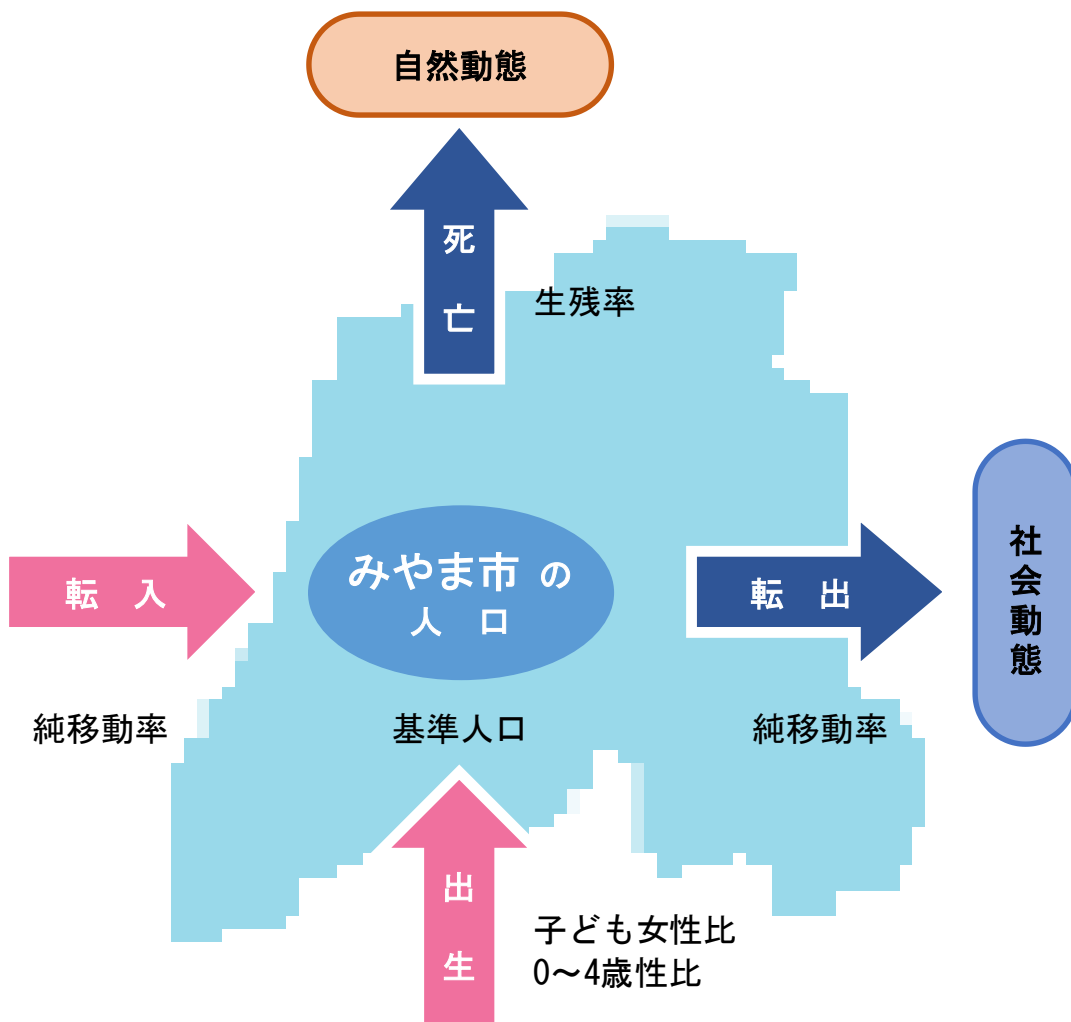 自然動態
死亡
生残率
社会動態
みやま市 の
人 口
転 入
転 出
純移動率
基準人口
純移動率
出生
子ども女性比
0～4歳性比